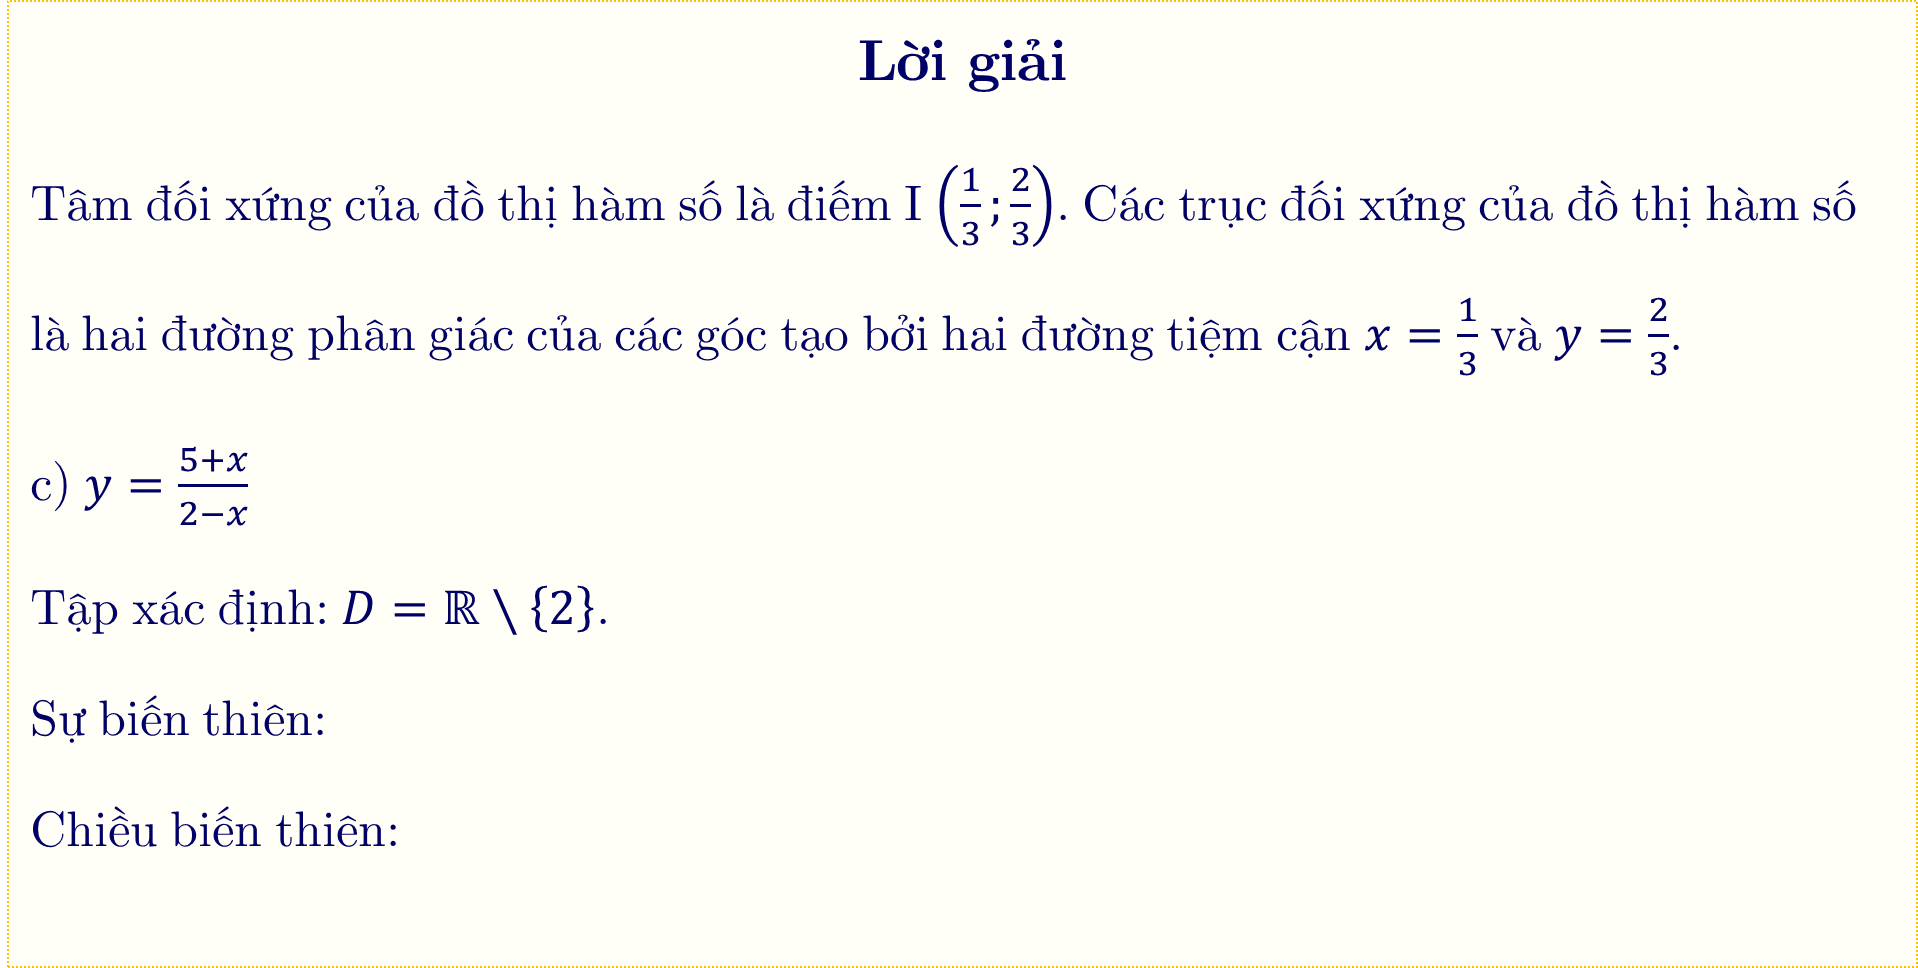 Lời giải
Tâm đối xứng của đồ thị hàm số là điếm I (1/3; 2/3). Các trục đối xứng của đồ thị hàm số
là hai đường phân giác của các góc tạo bởi hai đường tiệm cận x = 1/3 và y = 2/3.
c) y = (5+x)/(2−x)
Tập xác định: D = ℝ \ {2}.
Sự biến thiên:
Chiều biến thiên: